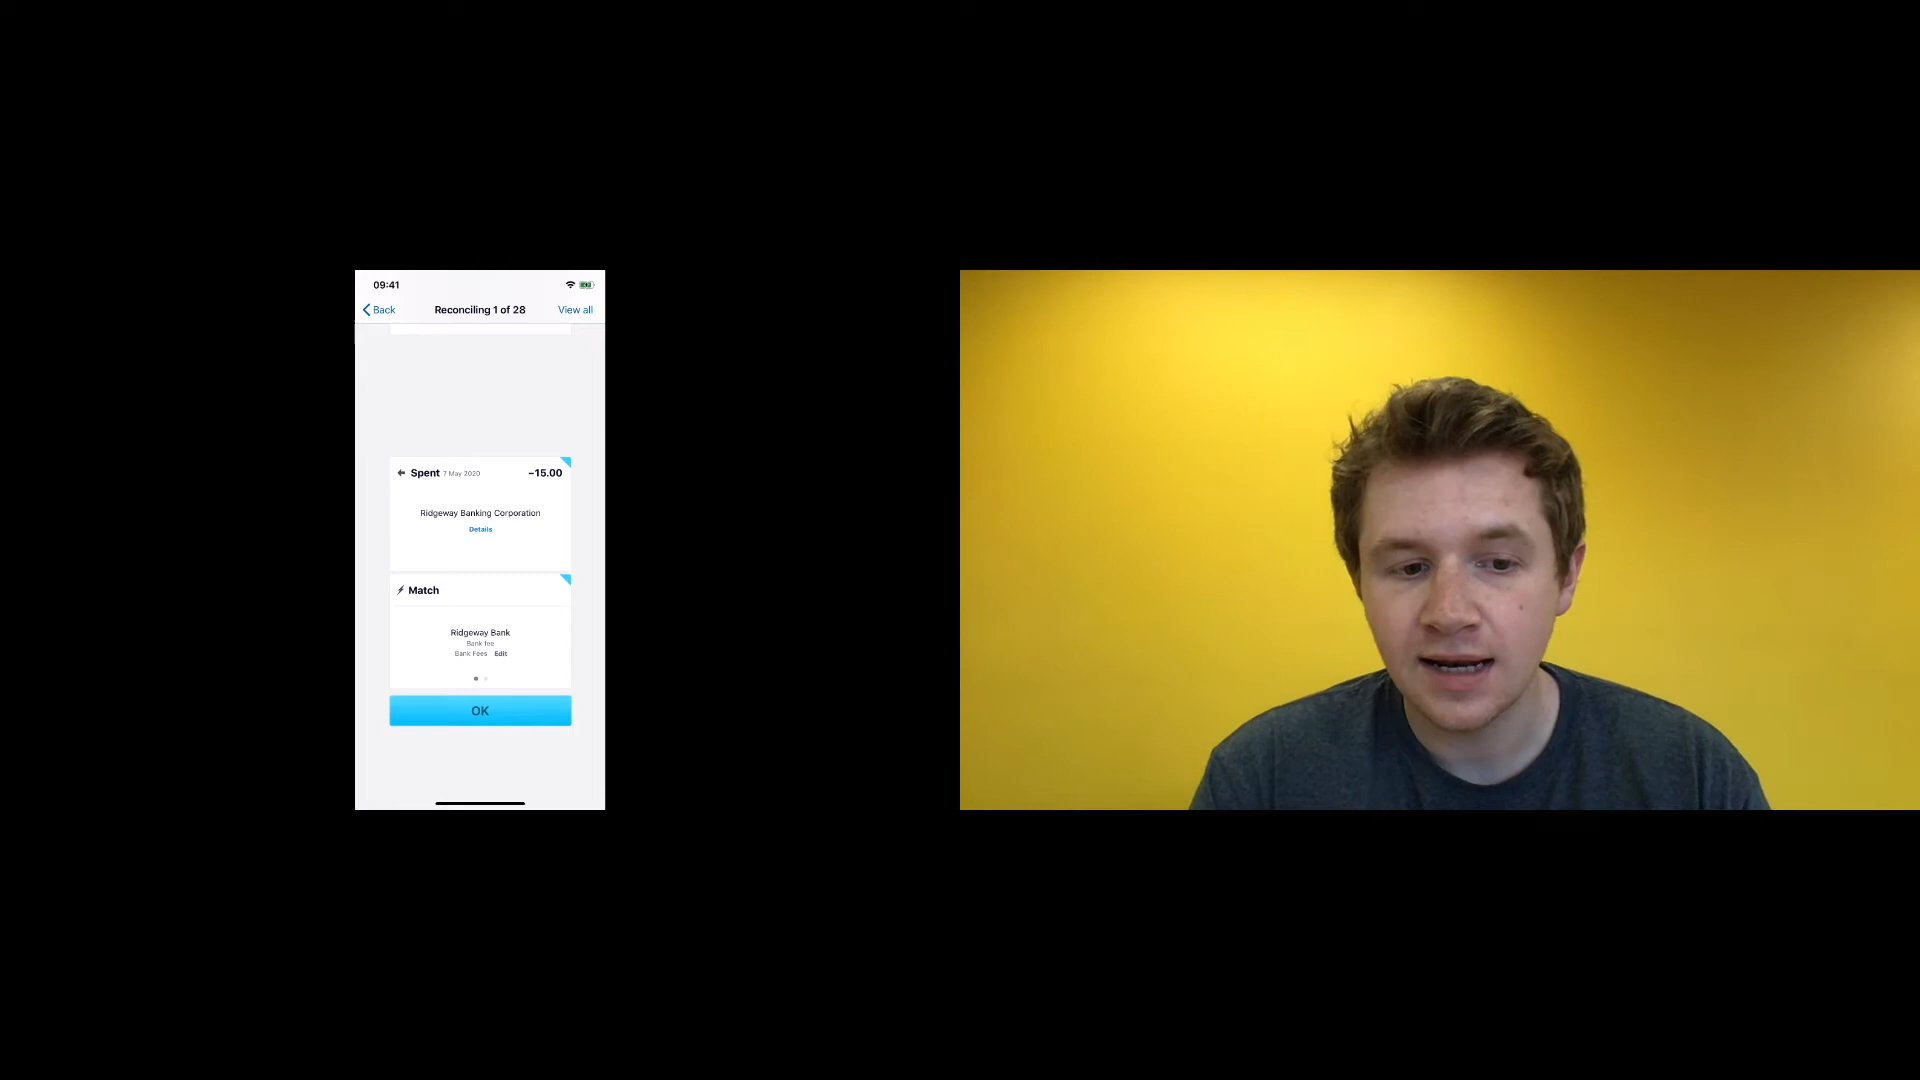 09:41
Back Reconciling 1 of 28 View all
Spent 7 May 2020 −15.00
Ridgeway Banking Corporation
Details
Match
Ridgeway Bank
Bank fee
Bank Fees Edit
OK